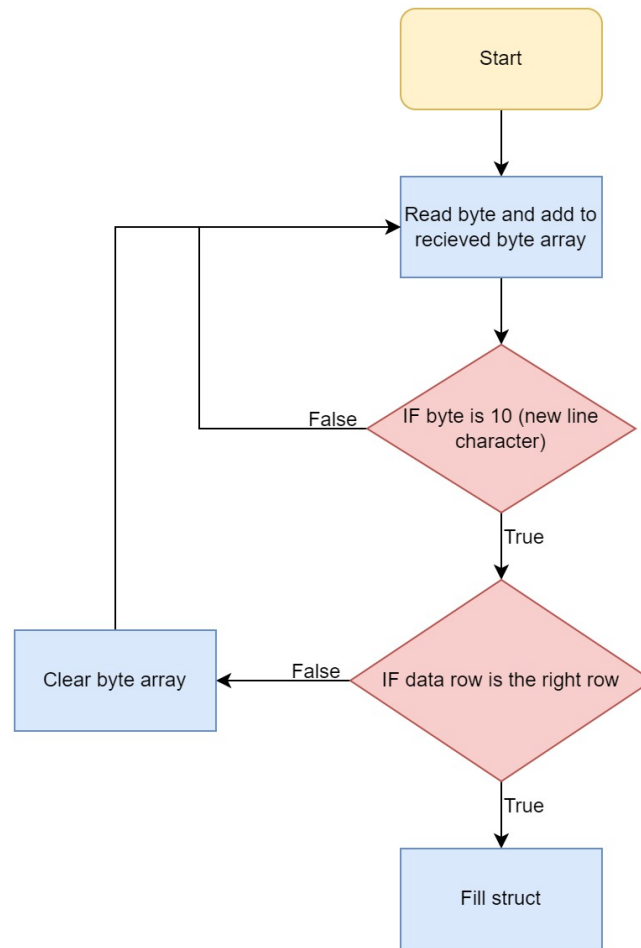 Start
Read byte and add to
recieved byte array
False
IF byte is 10 (new line
character)
True
Clear byte array
False
IF data row is the right row
True
Fill struct